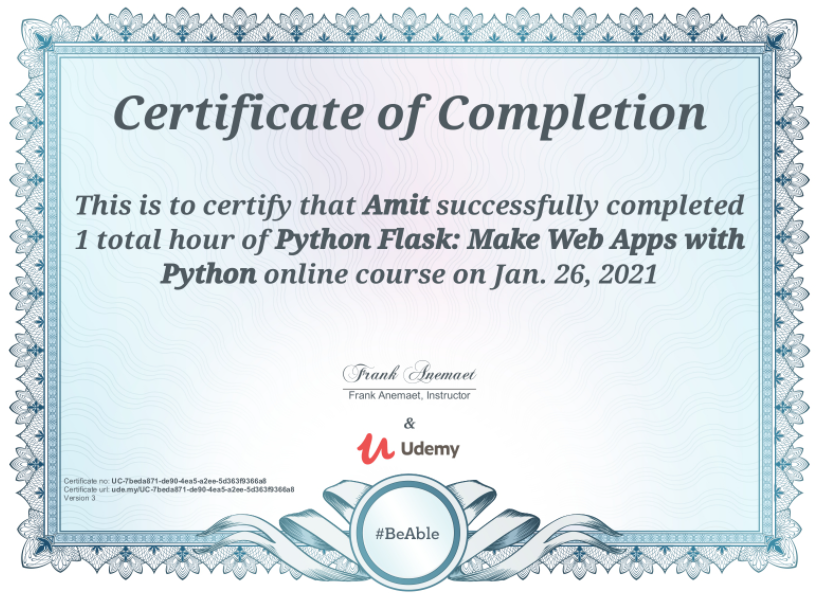 Certificate of Completion
This is to certify that Amit successfully completed
1 total hour of Python Flask: Make Web Apps with
Python online course on Jan. 26, 2021
Frank Anemaet
Frank Anemaet, Instructor
&
Udemy
Certificate no: UC-7beda871-de90-4ea5-a2ee-5d363f9366a8
Certificate url: ude.my/UC-7beda871-de90-4ea5-a2ee-5d363f9366a8
Version 3
#BeAble